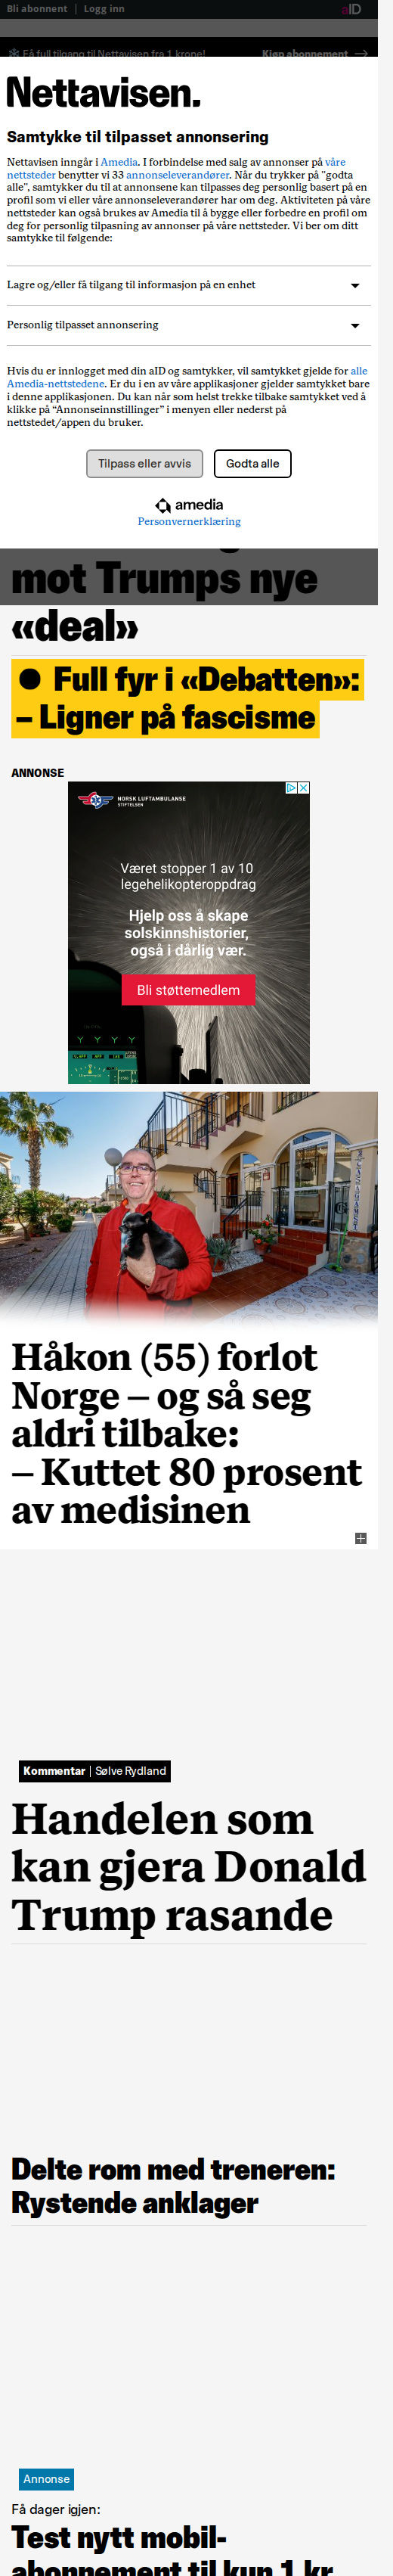 Bli abonnent | Logg inn
aID
Få full tilgang til Nettavisen fra 1 krone!
Kjøp abonnement
Nettavisen.
Samtykke til tilpasset annonsering
Nettavisen inngår i Amedia. I forbindelse med salg av annonser på våre
nettsteder benytter vi 33 annonseleverandører. Når du trykker på "godta
alle", samtykker du til at annonsene kan tilpasses deg personlig basert på en
profil som vi eller våre annonseleverandører har om deg. Aktiviteten på våre
nettsteder kan også brukes av Amedia til å bygge eller forbedre en profil om
deg for personlig tilpasning av annonser på våre nettsteder. Vi ber om ditt
samtykke til følgende:
Lagre og/eller få tilgang til informasjon på en enhet
Personlig tilpasset annonsering
Hvis du er innlogget med din aID og samtykker, vil samtykket gjelde for alle
Amedia-nettstedene. Er du i en av våre applikasjoner gjelder samtykket bare
i denne applikasjonen. Du kan når som helst trekke tilbake samtykket ved å
klikke på “Annonseinnstillinger” i menyen eller nederst på
nettstedet/appen du bruker.
Tilpass eller avvis
Godta alle
amedia
Personvernerklæring
mot Trumps nye
«deal»
Full fyr i «Debatten»:
– Ligner på fascisme
ANNONSE
NORSK LUFTAMBULANSE
STIFTELSEN
Været stopper 1 av 10
legehelikopteroppdrag
Hjelp oss å skape
solskinnshistorier,
også i dårlig vær.
Bli støttemedlem
Håkon (55) forlot
Norge – og så seg
aldri tilbake:
– Kuttet 80 prosent
av medisinen
Kommentar | Sølve Rydland
Handelen som
kan gjera Donald
Trump rasande
Delte rom med treneren:
Rystende anklager
Annonse
Få dager igjen:
Test nytt mobil-
abonnement til kun 1 kr